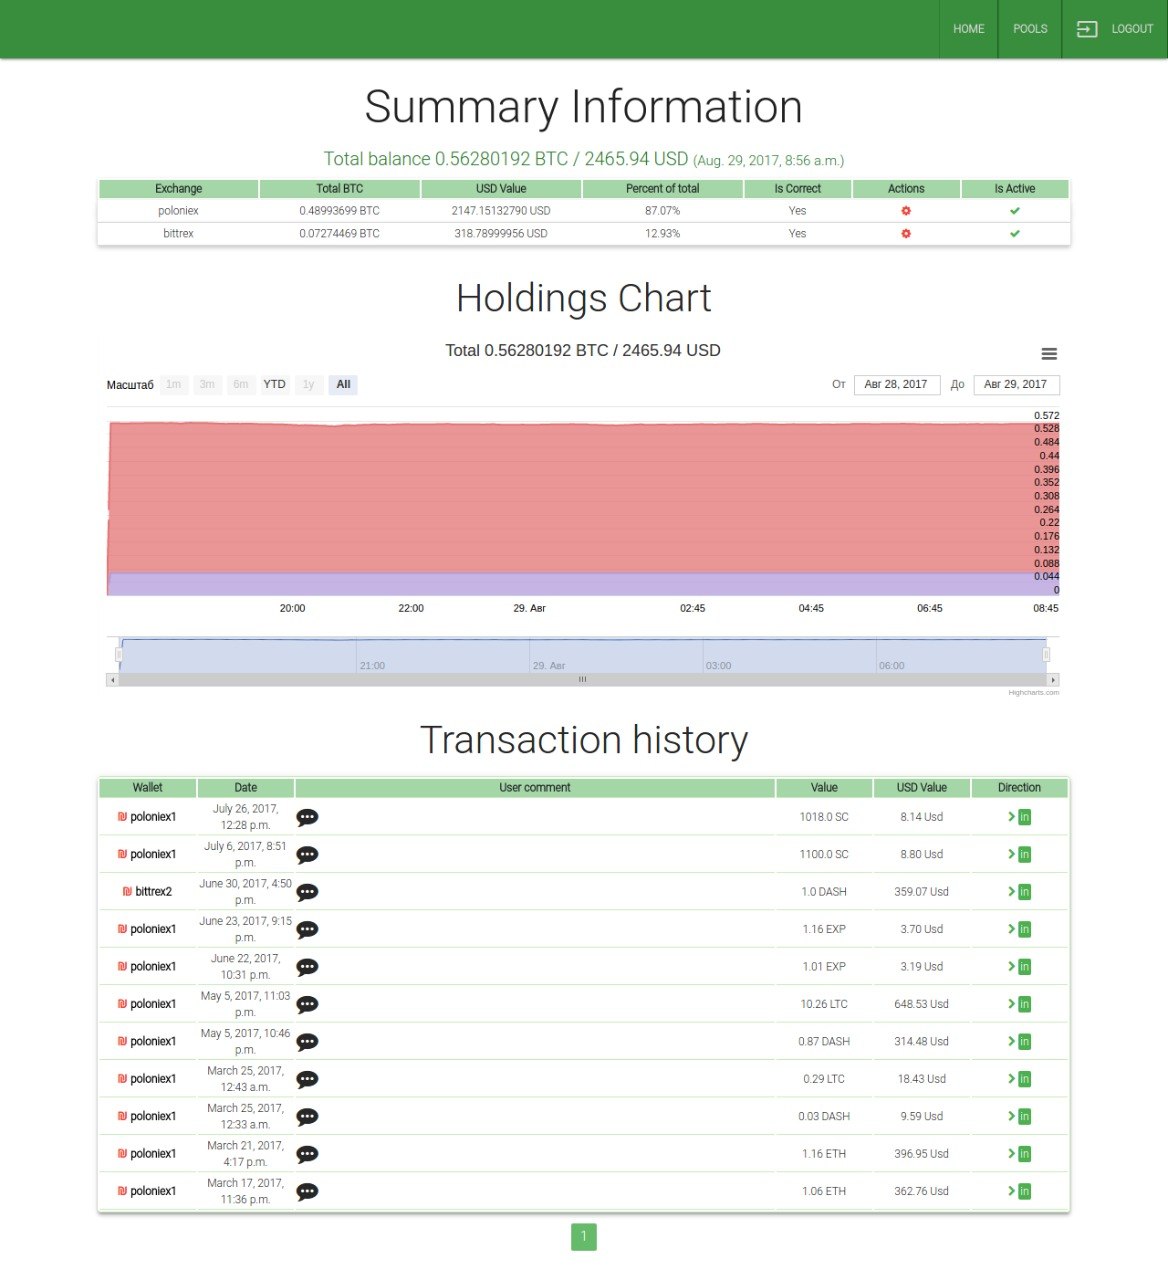 HOME POOLS LOGOUT
Summary Information
Total balance 0.56280192 BTC / 2465.94 USD (Aug. 29, 2017, 8:56 a.m.)
Exchange Total BTC USD Value Percent of total Is Correct Actions Is Active
poloniex 0.48993699 BTC 2147.15132790 USD 87.07% Yes
bittrex 0.07274469 BTC 318.78999956 USD 12.93% Yes
Holdings Chart
Total 0.56280192 BTC / 2465.94 USD
Масштаб 1m 3m 6m YTD 1y All От Авг 28, 2017 До Авг 29, 2017
0.572
0.528
0.484
0.44
0.396
0.352
0.308
0.264
0.22
0.176
0.132
0.088
0.044
0
20:00 22:00 29. Авг 02:45 04:45 06:45 08:45
21:00 29. Авг 03:00 06:00
Highcharts.com
Transaction history
Wallet Date User comment Value USD Value Direction
poloniex1 July 26, 2017, 12:28 p.m. 1018.0 SC 8.14 Usd in
poloniex1 July 6, 2017, 8:51 p.m. 1100.0 SC 8.80 Usd in
bittrex2 June 30, 2017, 4:50 p.m. 1.0 DASH 359.07 Usd in
poloniex1 June 23, 2017, 9:15 p.m. 1.16 EXP 3.70 Usd in
poloniex1 June 22, 2017, 10:31 p.m. 1.01 EXP 3.19 Usd in
poloniex1 May 5, 2017, 11:03 p.m. 10.26 LTC 648.53 Usd in
poloniex1 May 5, 2017, 10:46 p.m. 0.87 DASH 314.48 Usd in
poloniex1 March 25, 2017, 12:43 a.m. 0.29 LTC 18.43 Usd in
poloniex1 March 25, 2017, 12:33 a.m. 0.03 DASH 9.59 Usd in
poloniex1 March 21, 2017, 4:17 p.m. 1.16 ETH 396.95 Usd in
poloniex1 March 17, 2017, 11:36 p.m. 1.06 ETH 362.76 Usd in
1